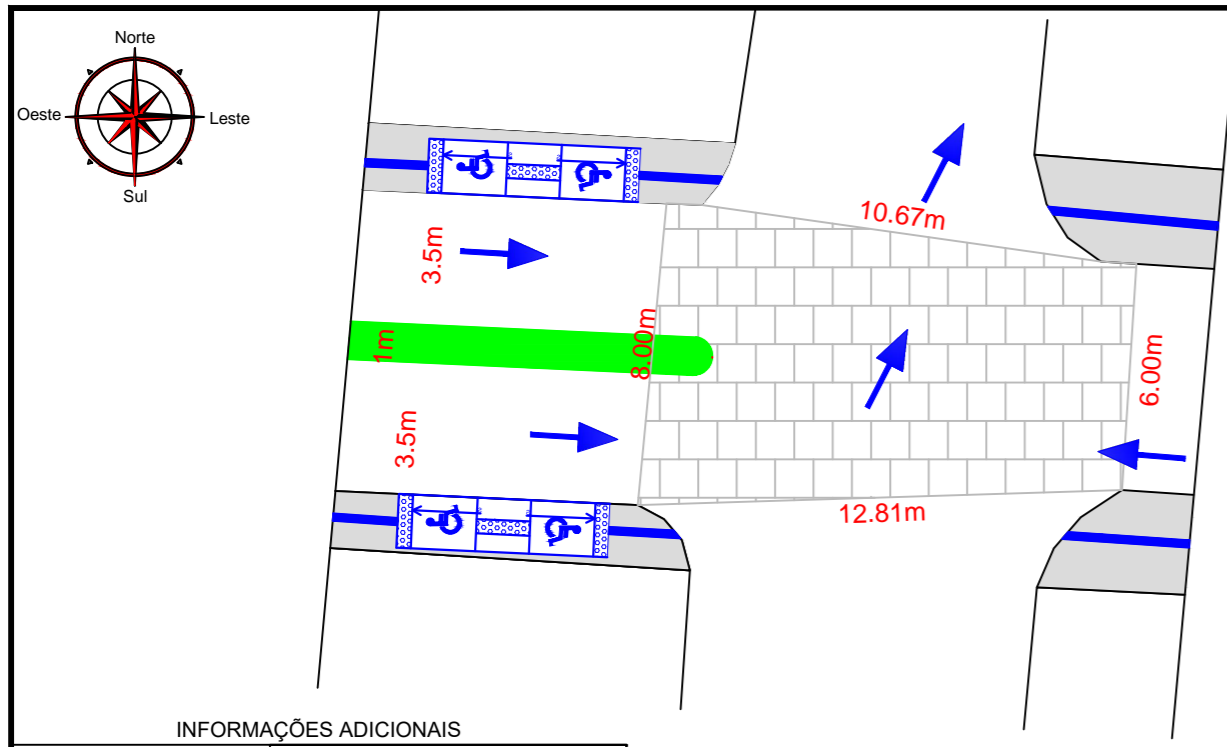 Norte
Oeste
Leste
Sul
10.67m
3.5m
1m
8.00m
6.00m
3.5m
12.81m
INFORMAÇÕES ADICIONAIS